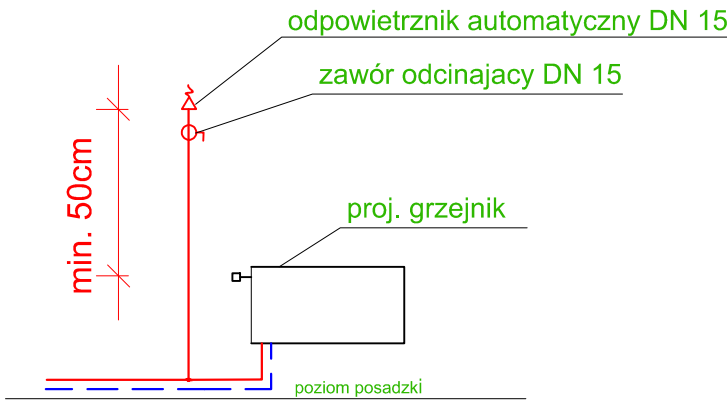 odpowietrznik automatyczny DN 15
zawór odcinajacy DN 15
min. 50cm
proj. grzejnik
poziom posadzki